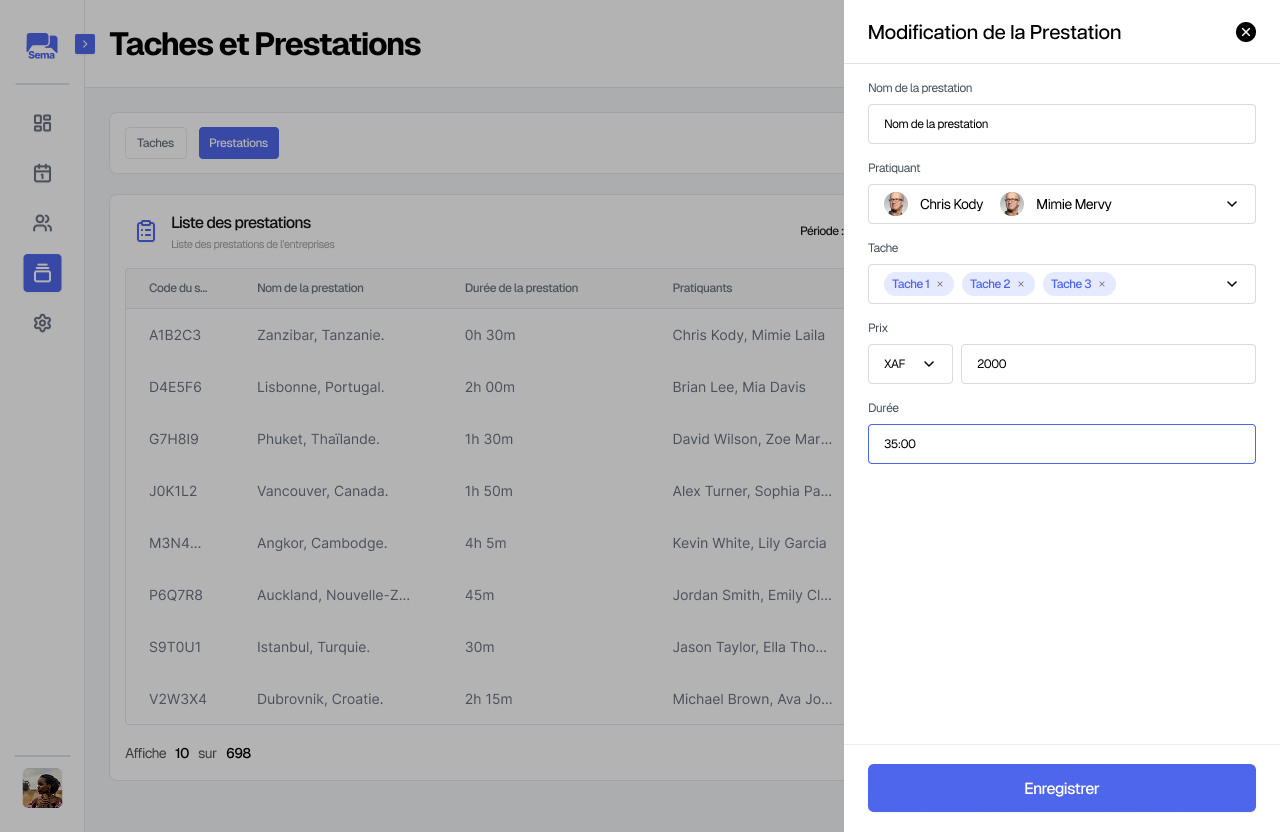 Sema
Taches et Prestations
Taches
Prestations
Liste des prestations
Liste des prestations de l'entreprises
Période :
Code du s... Nom de la prestation Durée de la prestation Pratiquants
A1B2C3 Zanzibar, Tanzanie. 0h 30m Chris Kody, Mimie Laila
D4E5F6 Lisbonne, Portugal. 2h 00m Brian Lee, Mia Davis
G7H8I9 Phuket, Thaïlande. 1h 30m David Wilson, Zoe Mar...
J0K1L2 Vancouver, Canada. 1h 50m Alex Turner, Sophia Pa...
M3N4... Angkor, Cambodge. 4h 5m Kevin White, Lily Garcia
P6Q7R8 Auckland, Nouvelle-Z... 45m Jordan Smith, Emily Cl...
S9T0U1 Istanbul, Turquie. 30m Jason Taylor, Ella Tho...
V2W3X4 Dubrovnik, Croatie. 2h 15m Michael Brown, Ava Jo...
Affiche 10 sur 698
Modification de la Prestation
Nom de la prestation
Nom de la prestation
Pratiquant
Chris Kody Mimie Mervy
Tache
Tache 1 × Tache 2 × Tache 3 ×
Prix
XAF 2000
Durée
35:00
Enregistrer